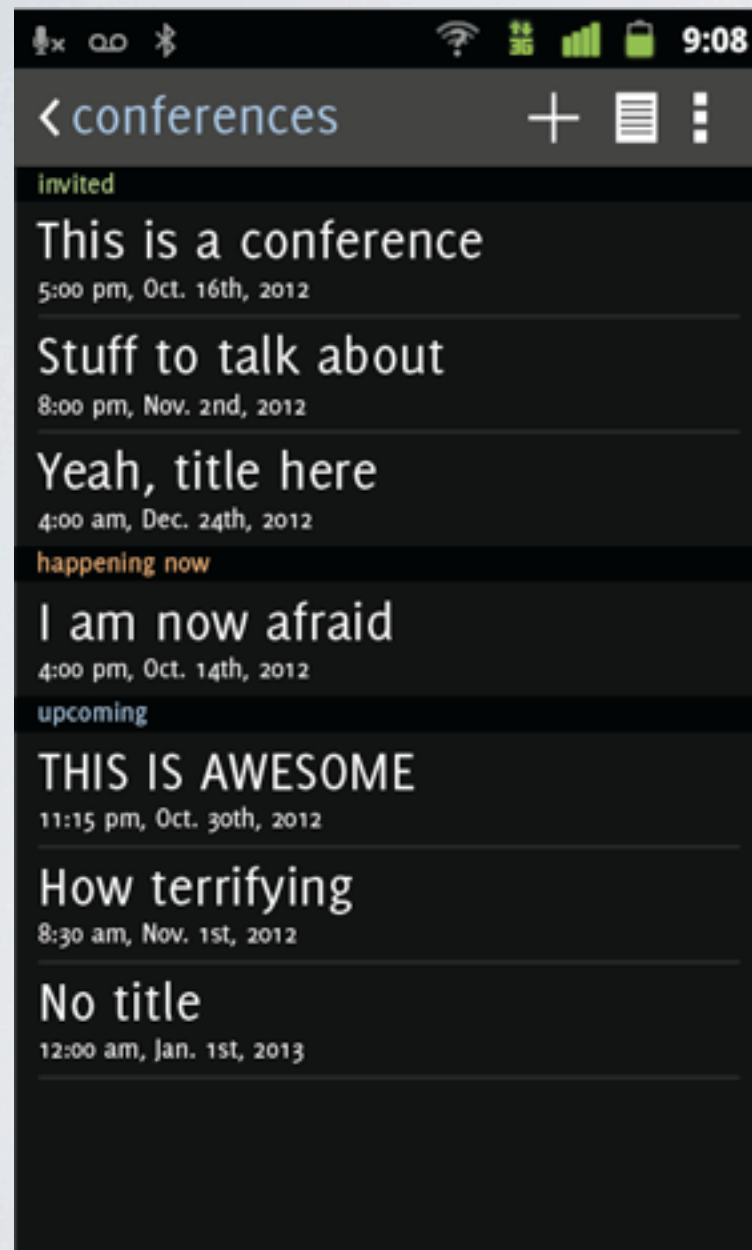 3G 9:08
conferences
invited
This is a conference
5:00 pm, Oct. 16th, 2012
Stuff to talk about
8:00 pm, Nov. 2nd, 2012
Yeah, title here
4:00 am, Dec. 24th, 2012
happening now
I am now afraid
4:00 pm, Oct. 14th, 2012
upcoming
THIS IS AWESOME
11:15 pm, Oct. 30th, 2012
How terrifying
8:30 am, Nov. 1st, 2012
No title
12:00 am, Jan. 1st, 2013